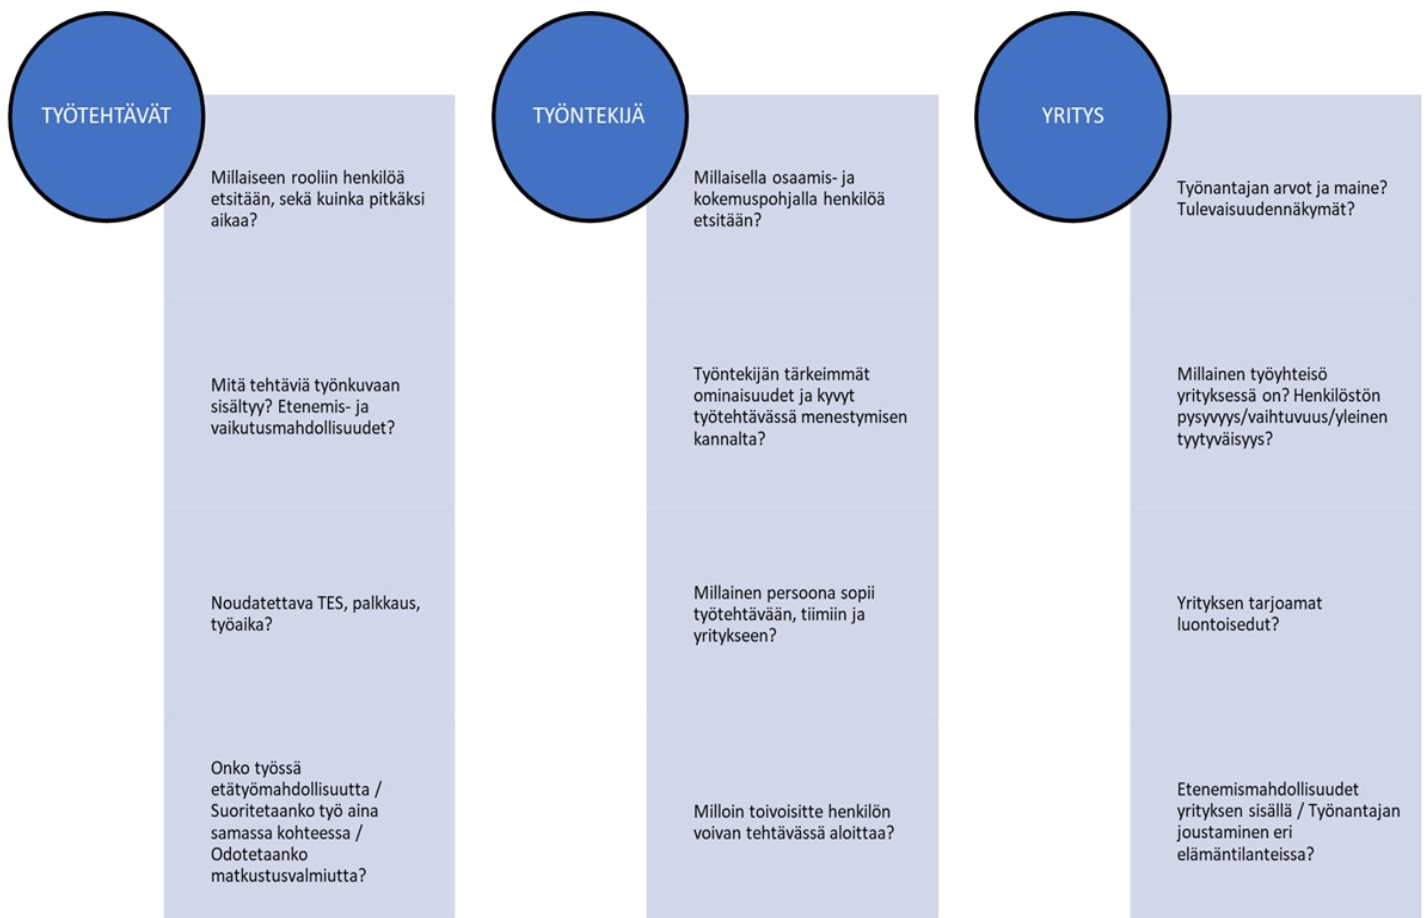 TYÖTEHTÄVÄT
Millaiseen rooliin henkilöä
etsitään, sekä kuinka pitkäksi
aikaa?
Mitä tehtäviä työnkuvaan
sisältyy? Etenemis- ja
vaikutusmahdollisuudet?
Noudatettava TES, palkkaus,
työaika?
Onko työssä
etätyömahdollisuutta /
Suoritetaanko työ aina
samassa kohteessa /
Odotetaanko
matkustusvalmiutta?
TYÖNTEKIJÄ
Millaisella osaamis- ja
kokemuspohjalla henkilöä
etsitään?
Työntekijän tärkeimmät
ominaisuudet ja kyvyt
työtehtävässä menestymisen
kannalta?
Millainen persoona sopii
työtehtävään, tiimiin ja
yritykseen?
Milloin toivoisitte henkilön
voivan tehtävässä aloittaa?
YRITYS
Työnantajan arvot ja maine?
Tulevaisuudennäkymät?
Millainen työyhteisö
yrityksessä on? Henkilöstön
pysyvyys/vaihtuvuus/yleinen
tyytyväisyys?
Yrityksen tarjoamat
luontoisedut?
Etenemismahdollisuudet
yrityksen sisällä / Työnantajan
joustaminen eri
elämäntilanteissa?